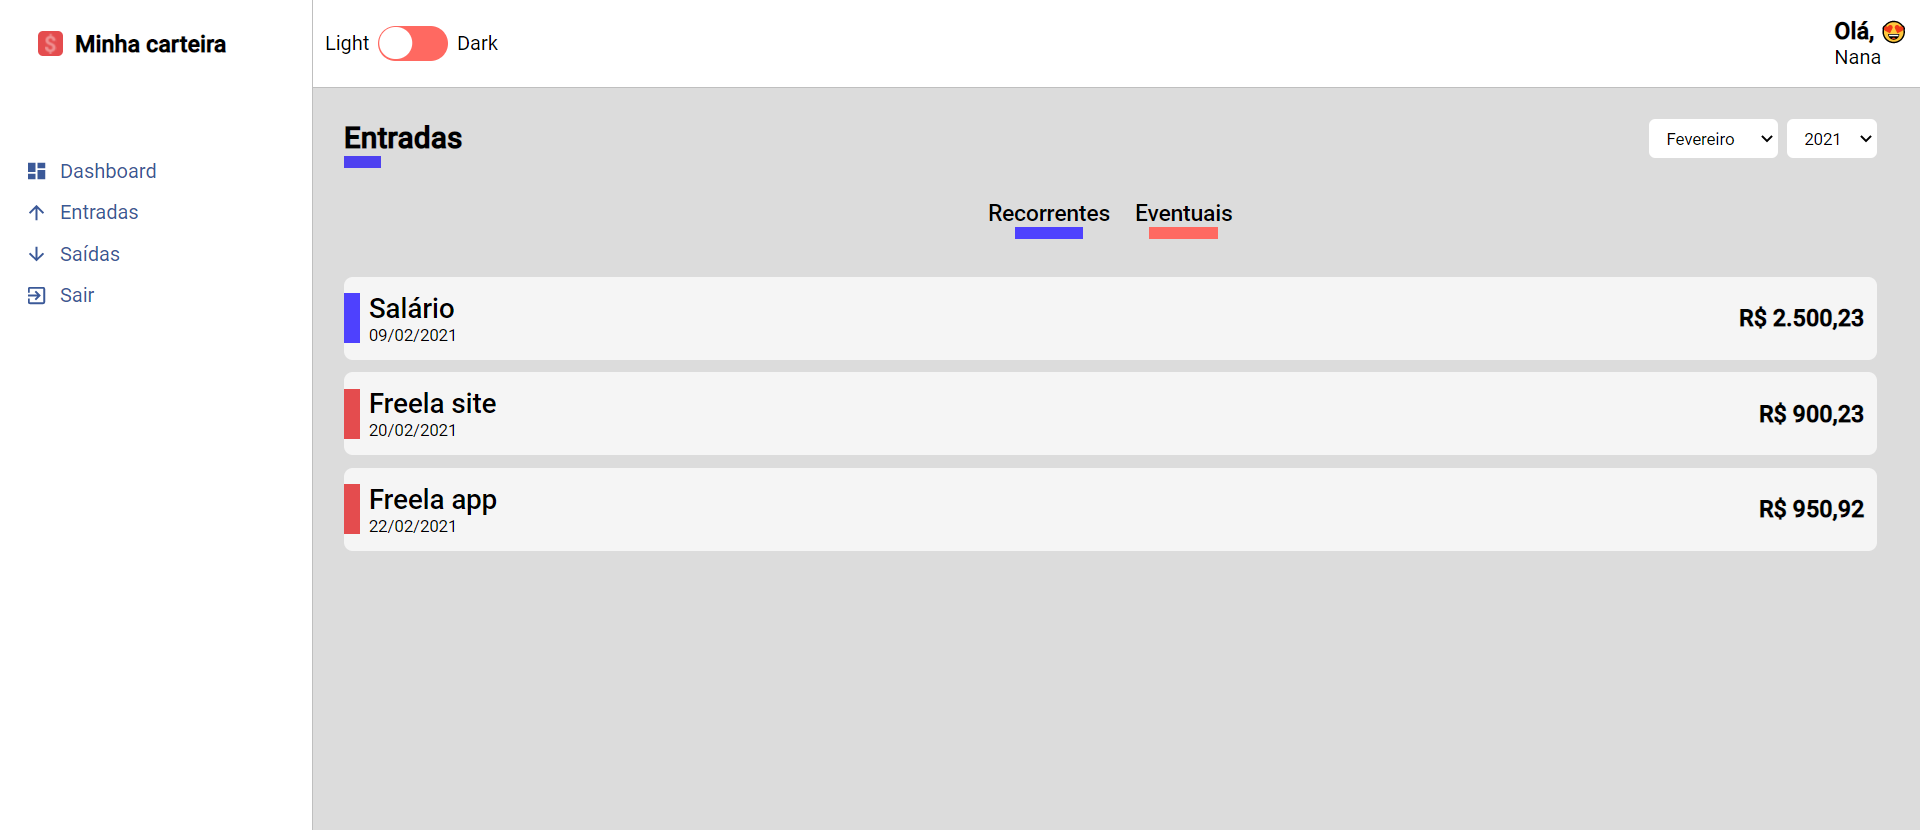 Minha carteira
Light Dark
Olá, 😍
Nana
Dashboard
Entradas
Saídas
Sair
Entradas
Fevereiro 2021
Recorrentes Eventuais
Salário
09/02/2021
R$ 2.500,23
Freela site
20/02/2021
R$ 900,23
Freela app
22/02/2021
R$ 950,92